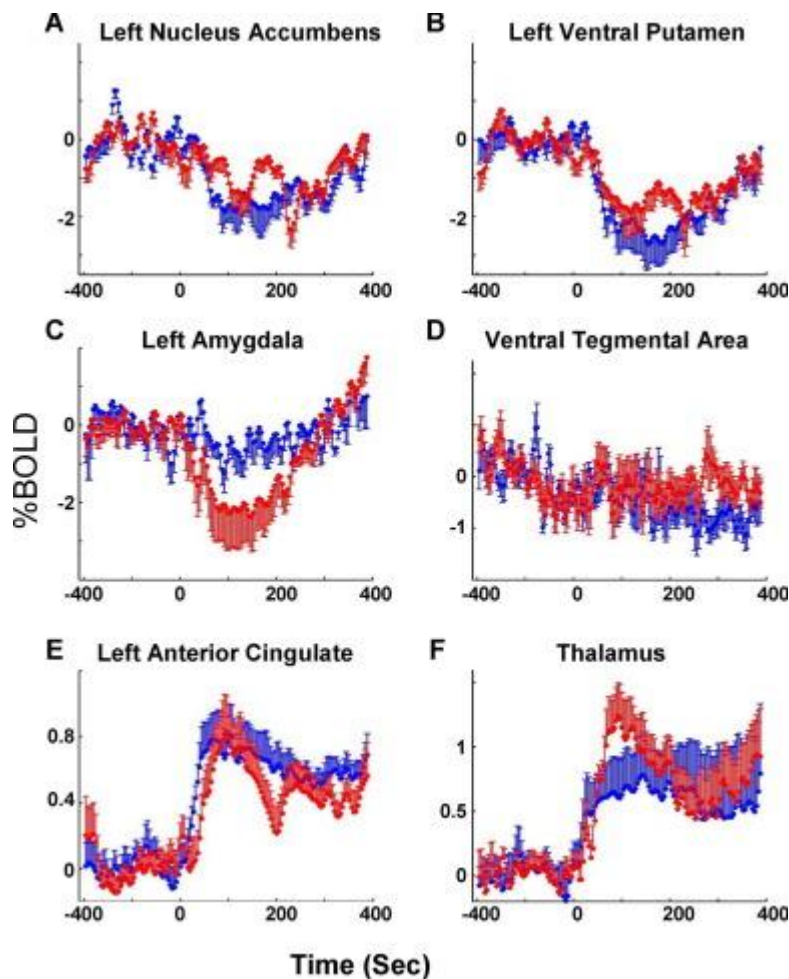 A Left Nucleus Accumbens
0
-2
-400 0 200 400
B Left Ventral Putamen
0
-2
-400 0 200 400
C Left Amygdala
0
-2
-400 0 200 400
D Ventral Tegmental Area
0
-1
-400 0 200 400
%BOLD
E Left Anterior Cingulate
0.8
0.4
0
-400 0 200 400
F Thalamus
1
0.5
0
-400 0 200 400
Time (Sec)